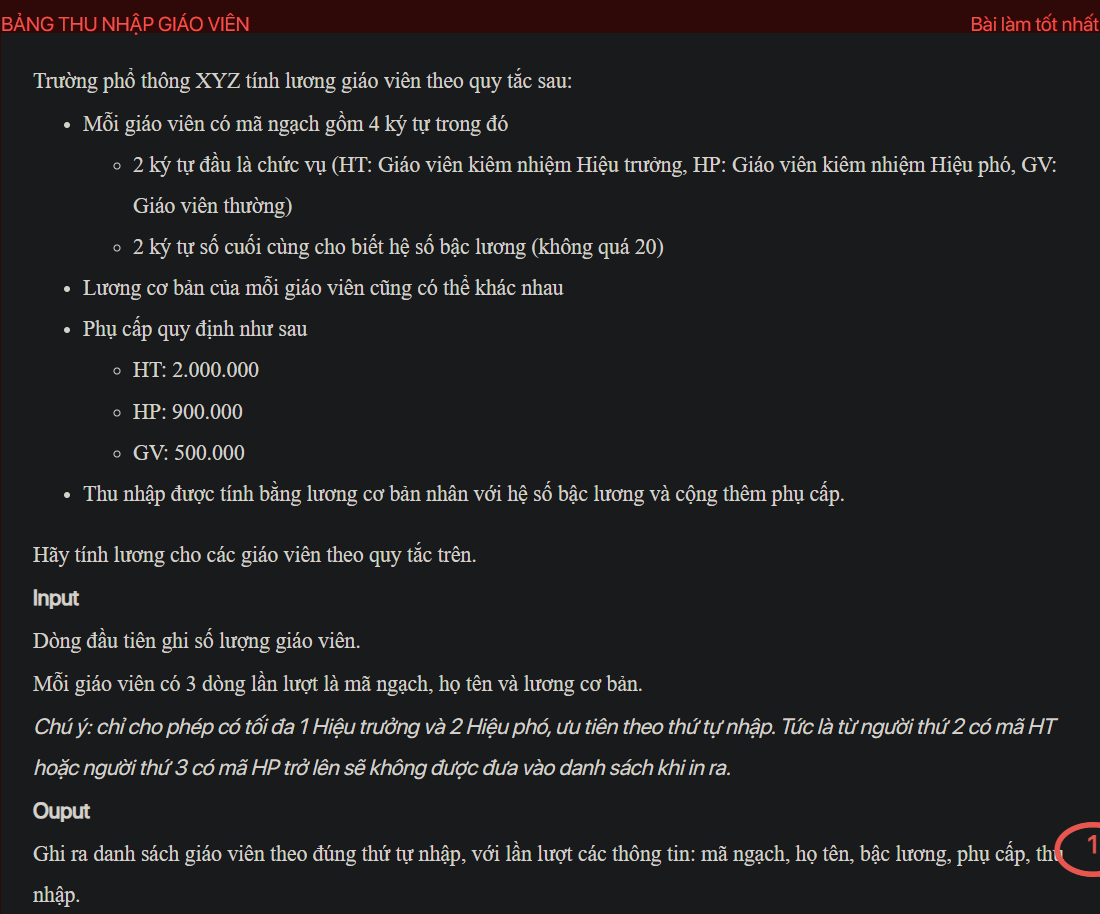 BẢNG THU NHẬP GIÁO VIÊN
Bài làm tốt nhất
Trường phổ thông XYZ tính lương giáo viên theo quy tắc sau:
Mỗi giáo viên có mã ngạch gồm 4 ký tự trong đó
2 ký tự đầu là chức vụ (HT: Giáo viên kiêm nhiệm Hiệu trưởng, HP: Giáo viên kiêm nhiệm Hiệu phó, GV:
Giáo viên thường)
2 ký tự số cuối cùng cho biết hệ số bậc lương (không quá 20)
Lương cơ bản của mỗi giáo viên cũng có thể khác nhau
Phụ cấp quy định như sau
HT: 2.000.000
HP: 900.000
GV: 500.000
Thu nhập được tính bằng lương cơ bản nhân với hệ số bậc lương và cộng thêm phụ cấp.
Hãy tính lương cho các giáo viên theo quy tắc trên.
Input
Dòng đầu tiên ghi số lượng giáo viên.
Mỗi giáo viên có 3 dòng lần lượt là mã ngạch, họ tên và lương cơ bản.
Chú ý: chỉ cho phép có tối đa 1 Hiệu trưởng và 2 Hiệu phó, ưu tiên theo thứ tự nhập. Tức là từ người thứ 2 có mã HT
hoặc người thứ 3 có mã HP trở lên sẽ không được đưa vào danh sách khi in ra.
Ouput
Ghi ra danh sách giáo viên theo đúng thứ tự nhập, với lần lượt các thông tin: mã ngạch, họ tên, bậc lương, phụ cấp, thu
nhập.
1